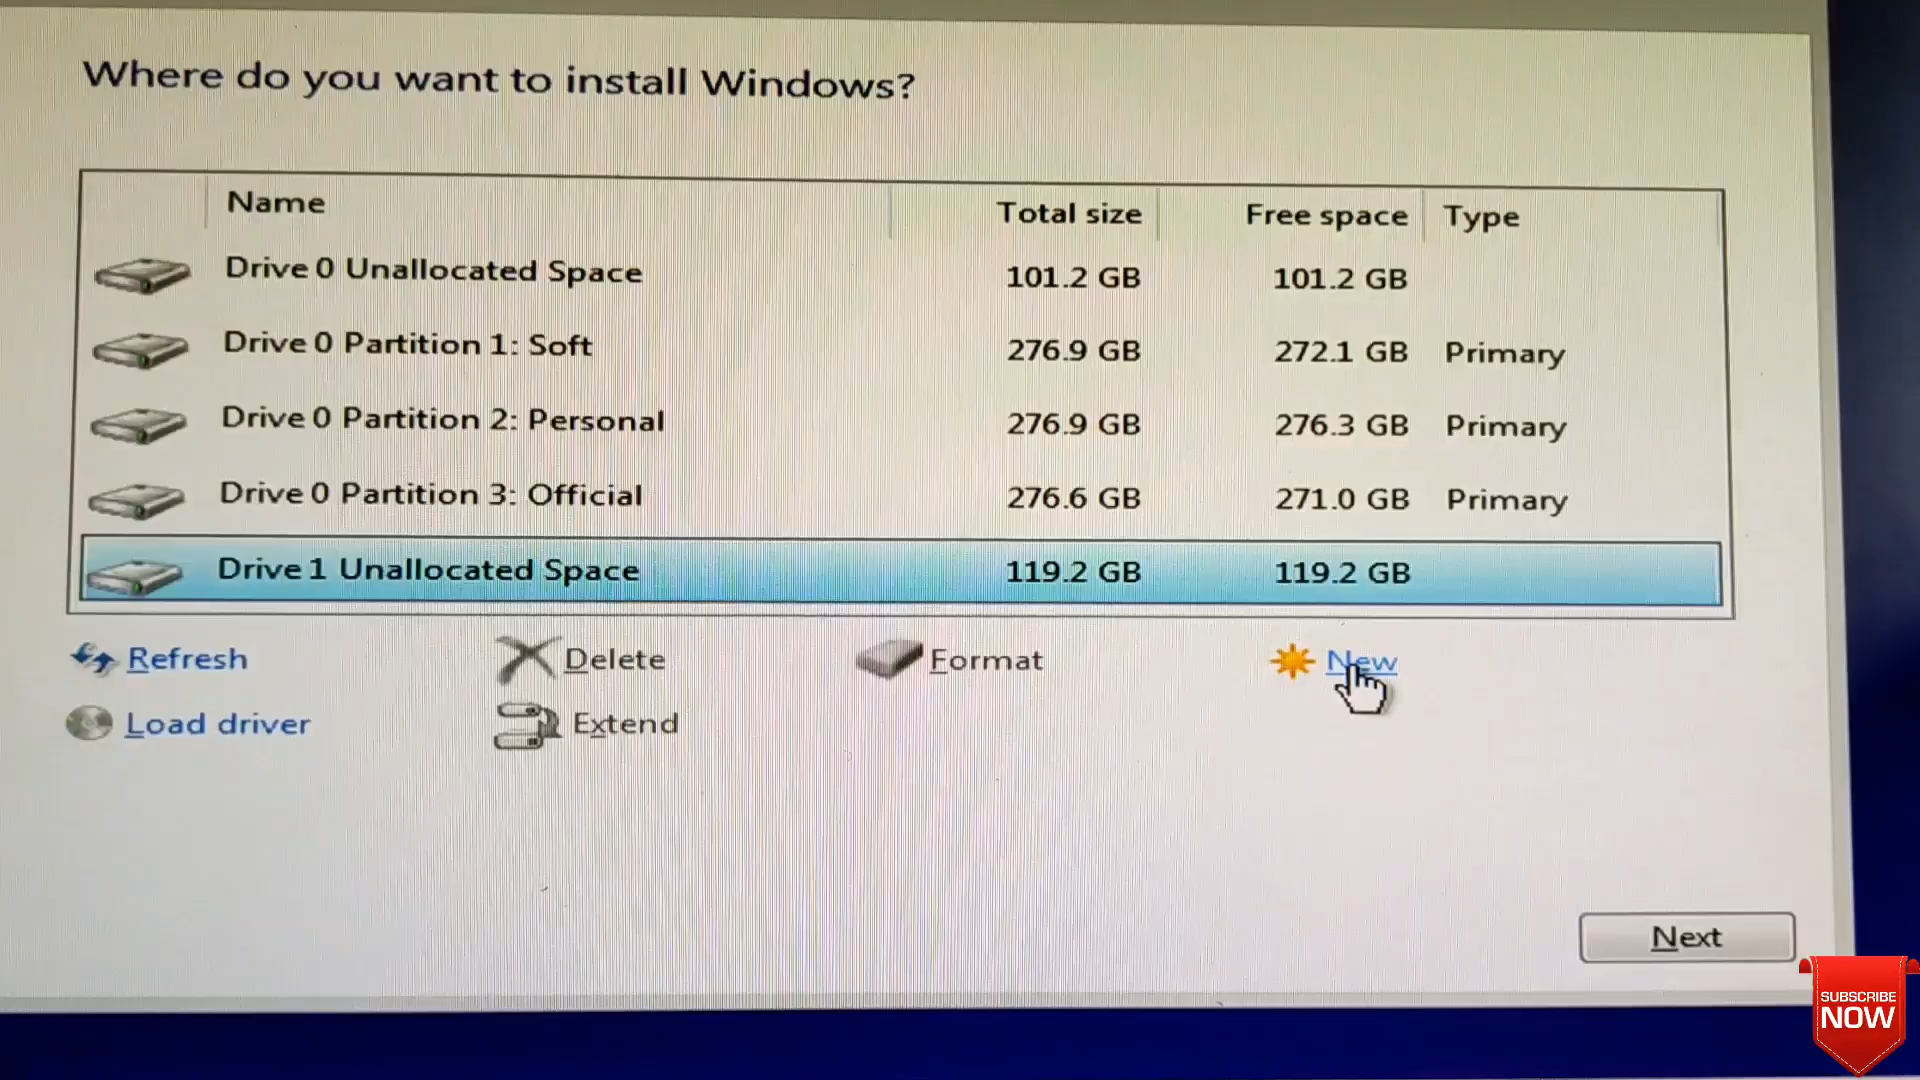 Where do you want to install Windows?
Name Total size Free space Type
Drive 0 Unallocated Space 101.2 GB 101.2 GB
Drive 0 Partition 1: Soft 276.9 GB 272.1 GB Primary
Drive 0 Partition 2: Personal 276.9 GB 276.3 GB Primary
Drive 0 Partition 3: Official 276.6 GB 271.0 GB Primary
Drive 1 Unallocated Space 119.2 GB 119.2 GB
Refresh Delete Format New
Load driver Extend
Next
SUBSCRIBE
NOW